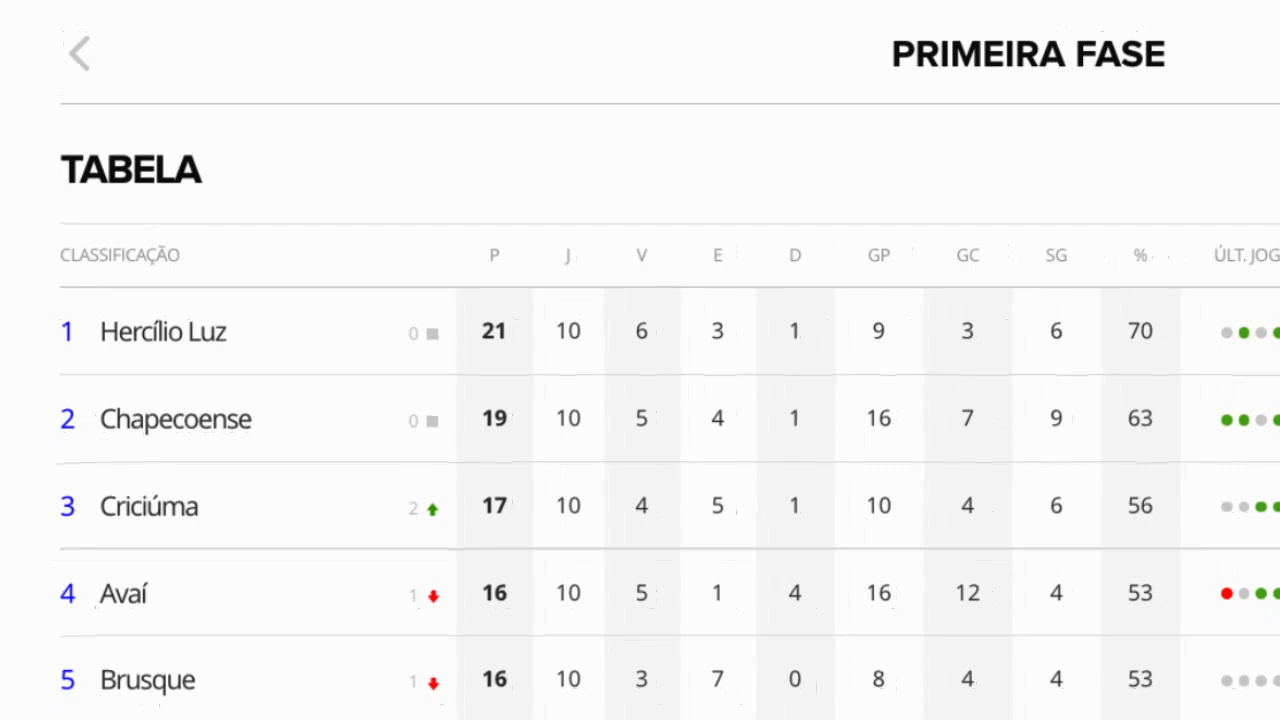 PRIMEIRA FASE
TABELA
CLASSIFICAÇÃO P J V E D GP GC SG % ÚLT. JOG
1 Hercílio Luz 0 21 10 6 3 1 9 3 6 70
2 Chapecoense 0 19 10 5 4 1 16 7 9 63
3 Criciúma 2 17 10 4 5 1 10 4 6 56
4 Avaí 1 16 10 5 1 4 16 12 4 53
5 Brusque 1 16 10 3 7 0 8 4 4 53